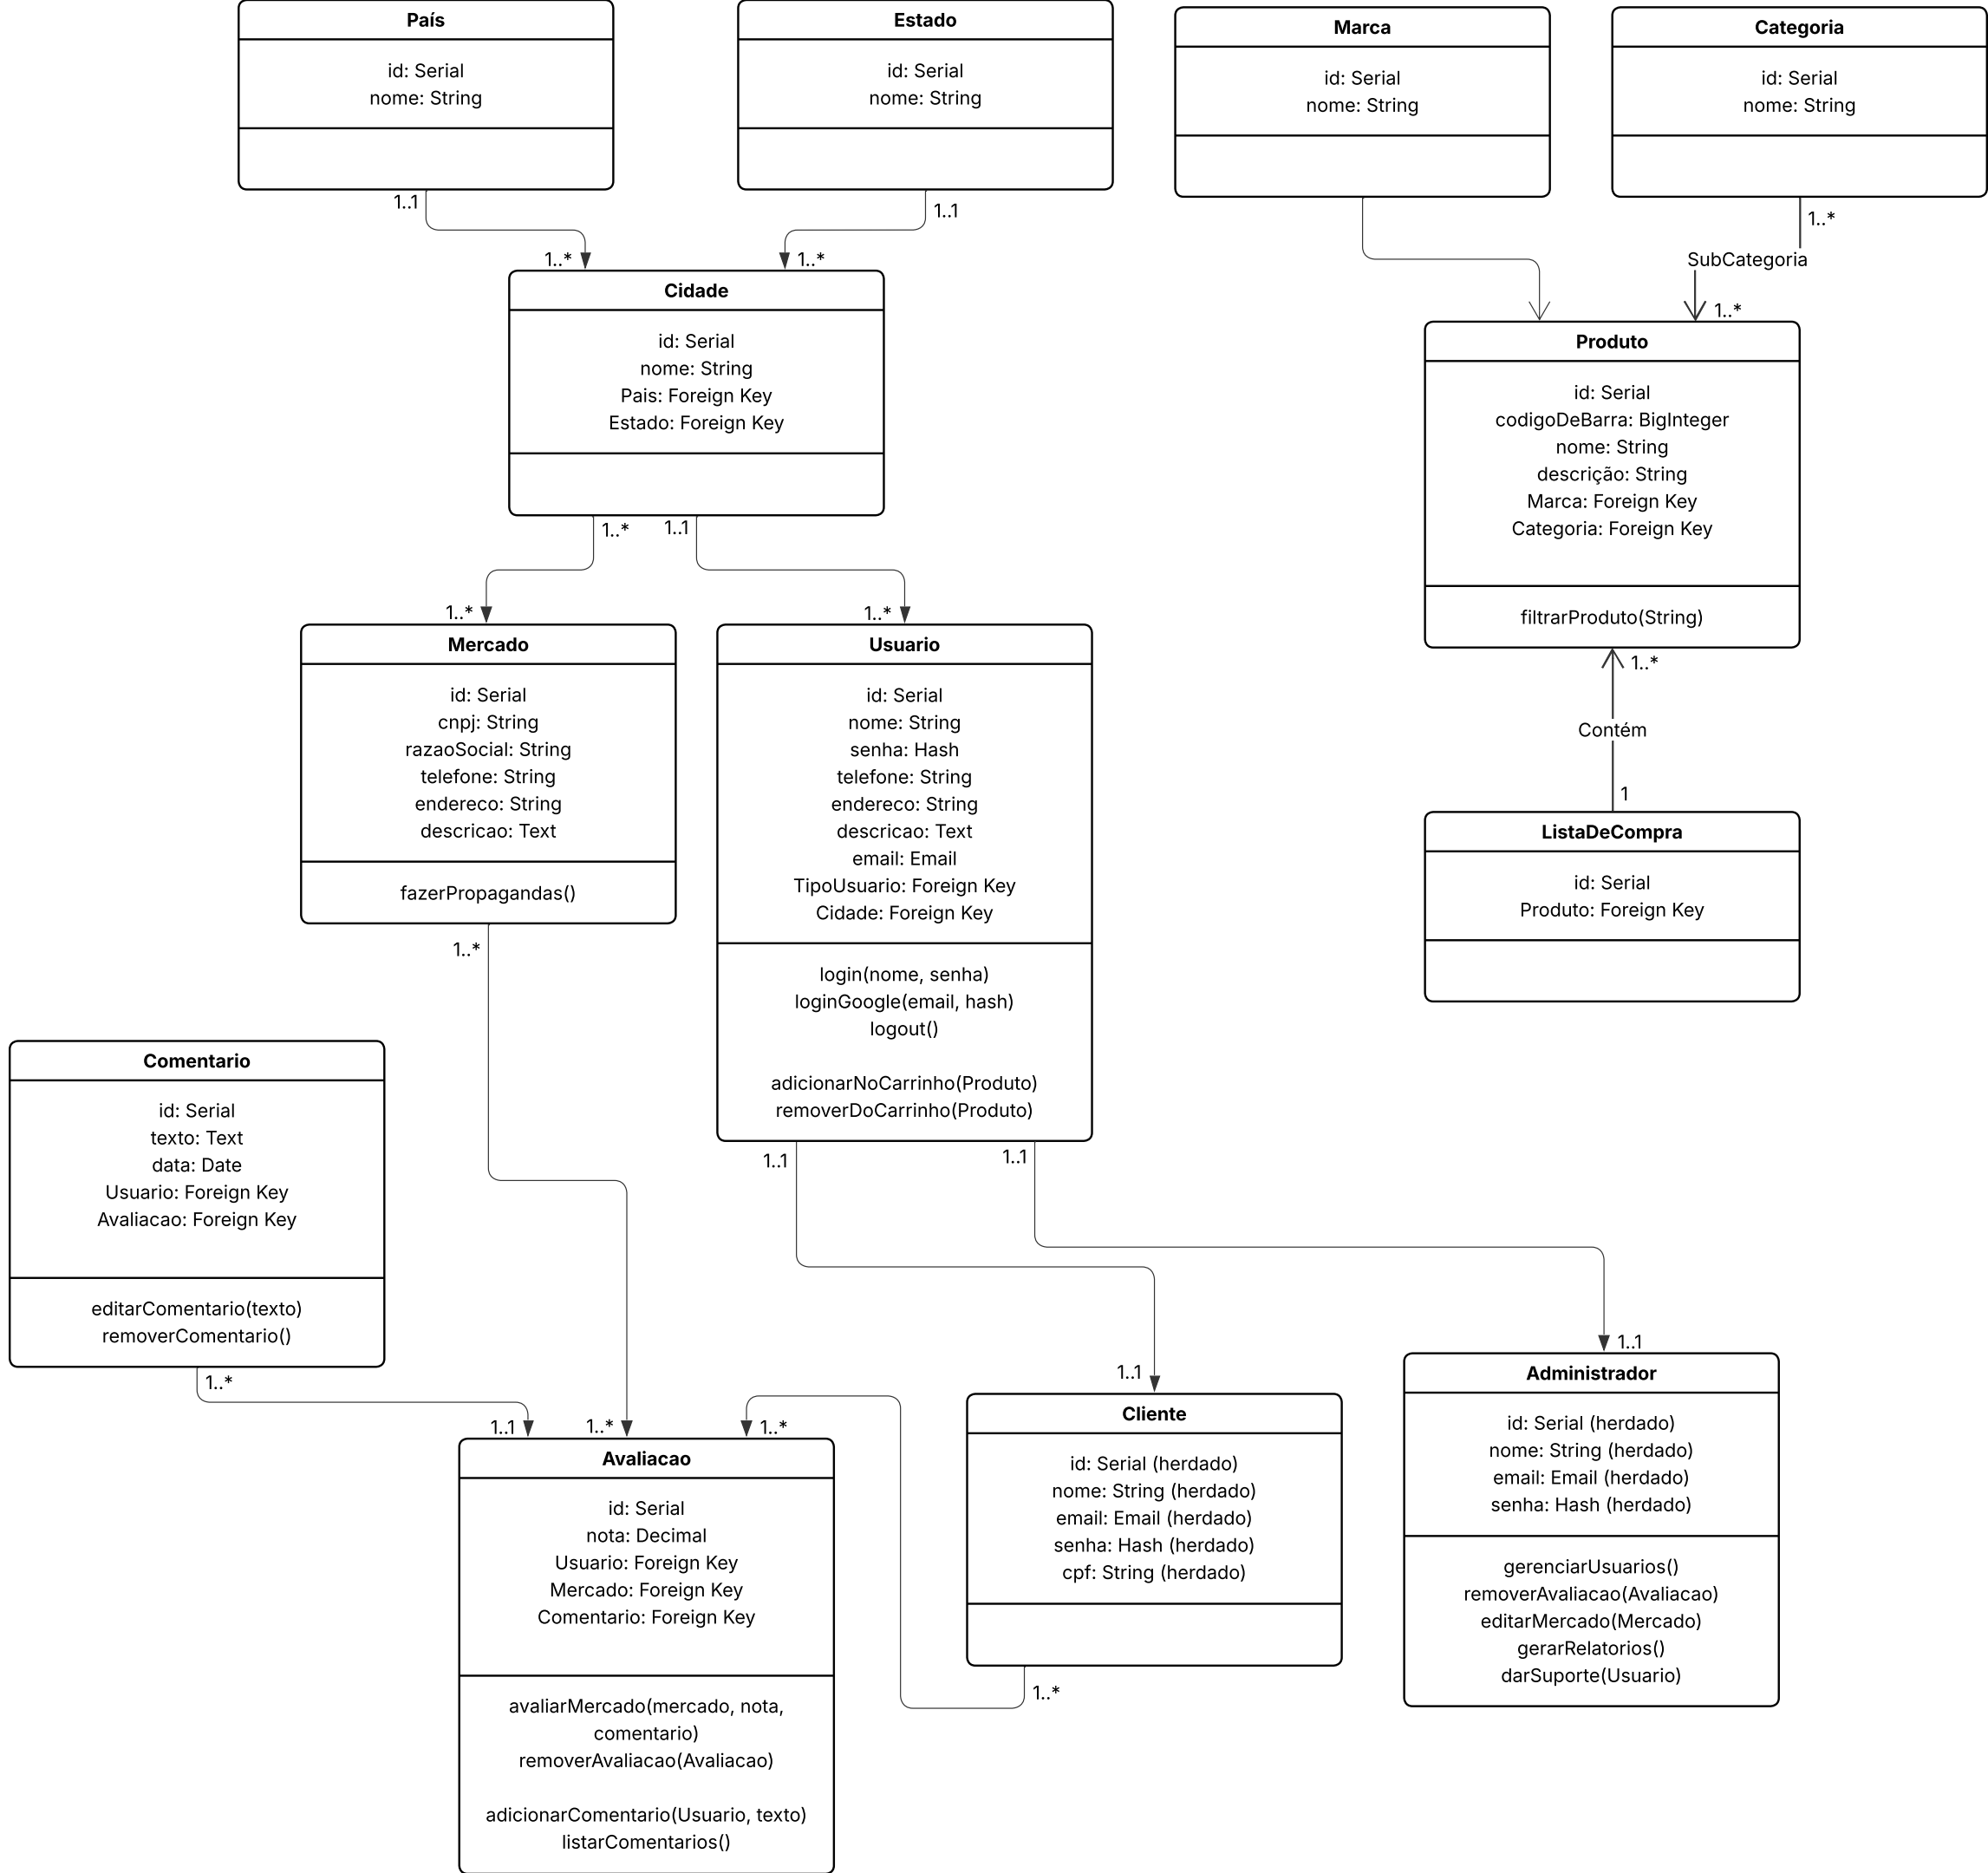 País
id: Serial
nome: String
1..1
Estado
id: Serial
nome: String
1..1
Marca
id: Serial
nome: String
Categoria
id: Serial
nome: String
1..*
SubCategoria
1..*
1..*
1..*
Cidade
id: Serial
nome: String
Pais: Foreign Key
Estado: Foreign Key
1..*
1..1
Produto
id: Serial
codigoDeBarra: BigInteger
nome: String
descrição: String
Marca: Foreign Key
Categoria: Foreign Key
filtrarProduto(String)
1..*
Contém
1
ListaDeCompra
id: Serial
Produto: Foreign Key
1..*
Mercado
id: Serial
cnpj: String
razaoSocial: String
telefone: String
endereco: String
descricao: Text
fazerPropagandas()
1..*
1..*
Usuario
id: Serial
nome: String
senha: Hash
telefone: String
endereco: String
descricao: Text
email: Email
TipoUsuario: Foreign Key
Cidade: Foreign Key
login(nome, senha)
loginGoogle(email, hash)
logout()
adicionarNoCarrinho(Produto)
removerDoCarrinho(Produto)
1..1
1..1
Comentario
id: Serial
texto: Text
data: Date
Usuario: Foreign Key
Avaliacao: Foreign Key
editarComentario(texto)
removerComentario()
1..*
1..1
1..*
1..*
Avaliacao
id: Serial
nota: Decimal
Usuario: Foreign Key
Mercado: Foreign Key
Comentario: Foreign Key
avaliarMercado(mercado, nota,
comentario)
removerAvaliacao(Avaliacao)
adicionarComentario(Usuario, texto)
listarComentarios()
1..1
Cliente
id: Serial (herdado)
nome: String (herdado)
email: Email (herdado)
senha: Hash (herdado)
cpf: String (herdado)
1..*
1..1
Administrador
id: Serial (herdado)
nome: String (herdado)
email: Email (herdado)
senha: Hash (herdado)
gerenciarUsuarios()
removerAvaliacao(Avaliacao)
editarMercado(Mercado)
gerarRelatorios()
darSuporte(Usuario)